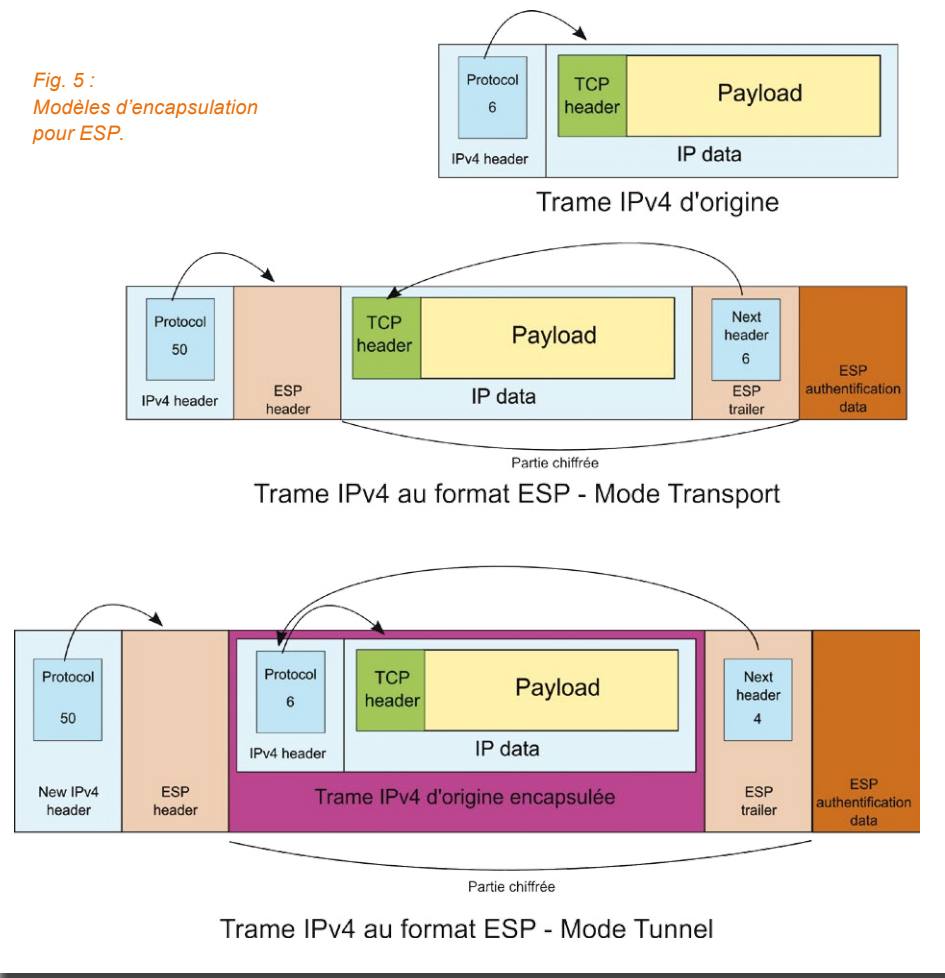 Fig. 5 :
Modèles d'encapsulation
pour ESP.
Protocol
6
IPv4 header
TCP
header
Payload
IP data
Trame IPv4 d'origine
Protocol
50
IPv4 header
ESP
header
TCP
header
Payload
IP data
Next
header
6
ESP
trailer
ESP
authentification
data
Partie chiffrée
Trame IPv4 au format ESP - Mode Transport
Protocol
50
New IPv4
header
ESP
header
Protocol
6
IPv4 header
TCP
header
Payload
IP data
Trame IPv4 d'origine encapsulée
Next
header
4
ESP
trailer
ESP
authentification
data
Partie chiffrée
Trame IPv4 au format ESP - Mode Tunnel